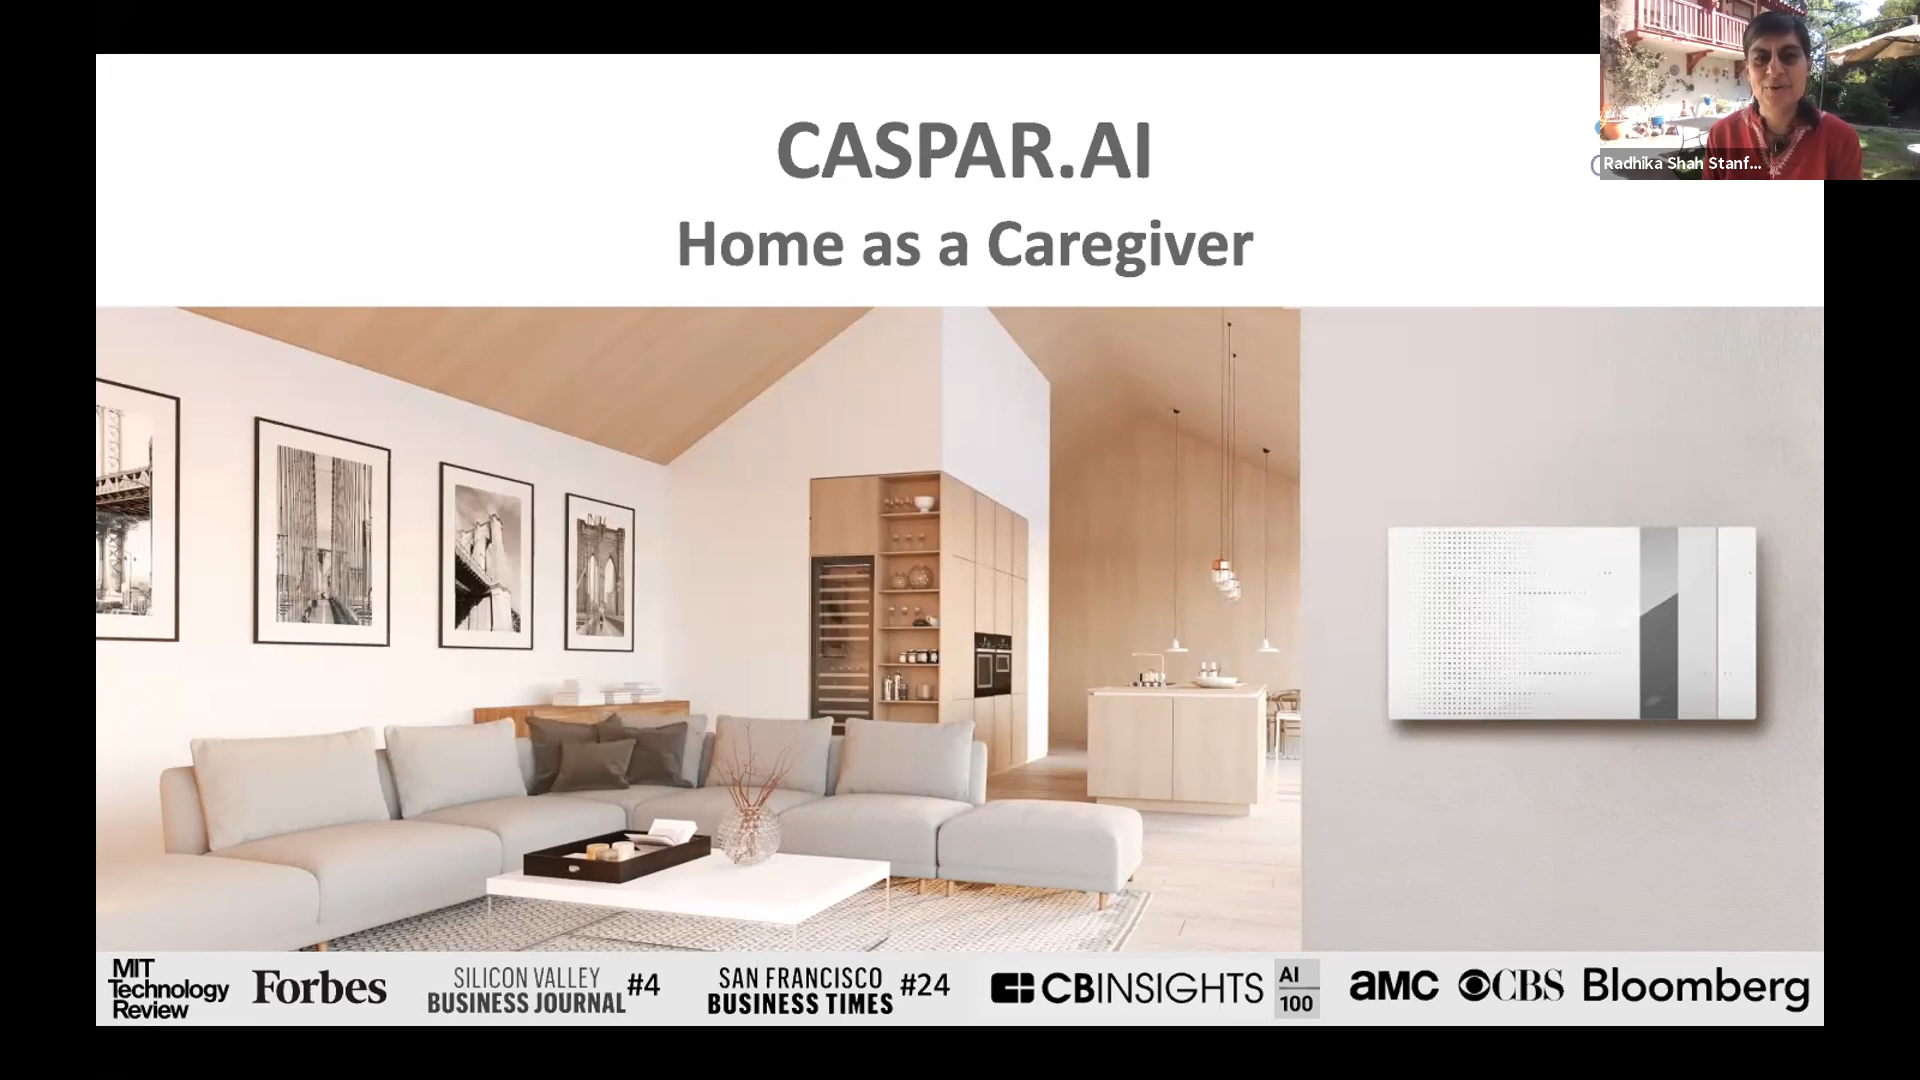 CASPAR.AI
Home as a Caregiver
Radhika Shah Stanf...
MIT
Technology
Review
Forbes
SILICON VALLEY
BUSINESS JOURNAL #4
SAN FRANCISCO
BUSINESS TIMES #24
CBINSIGHTS
AI
100
aMC
CBS
Bloomberg